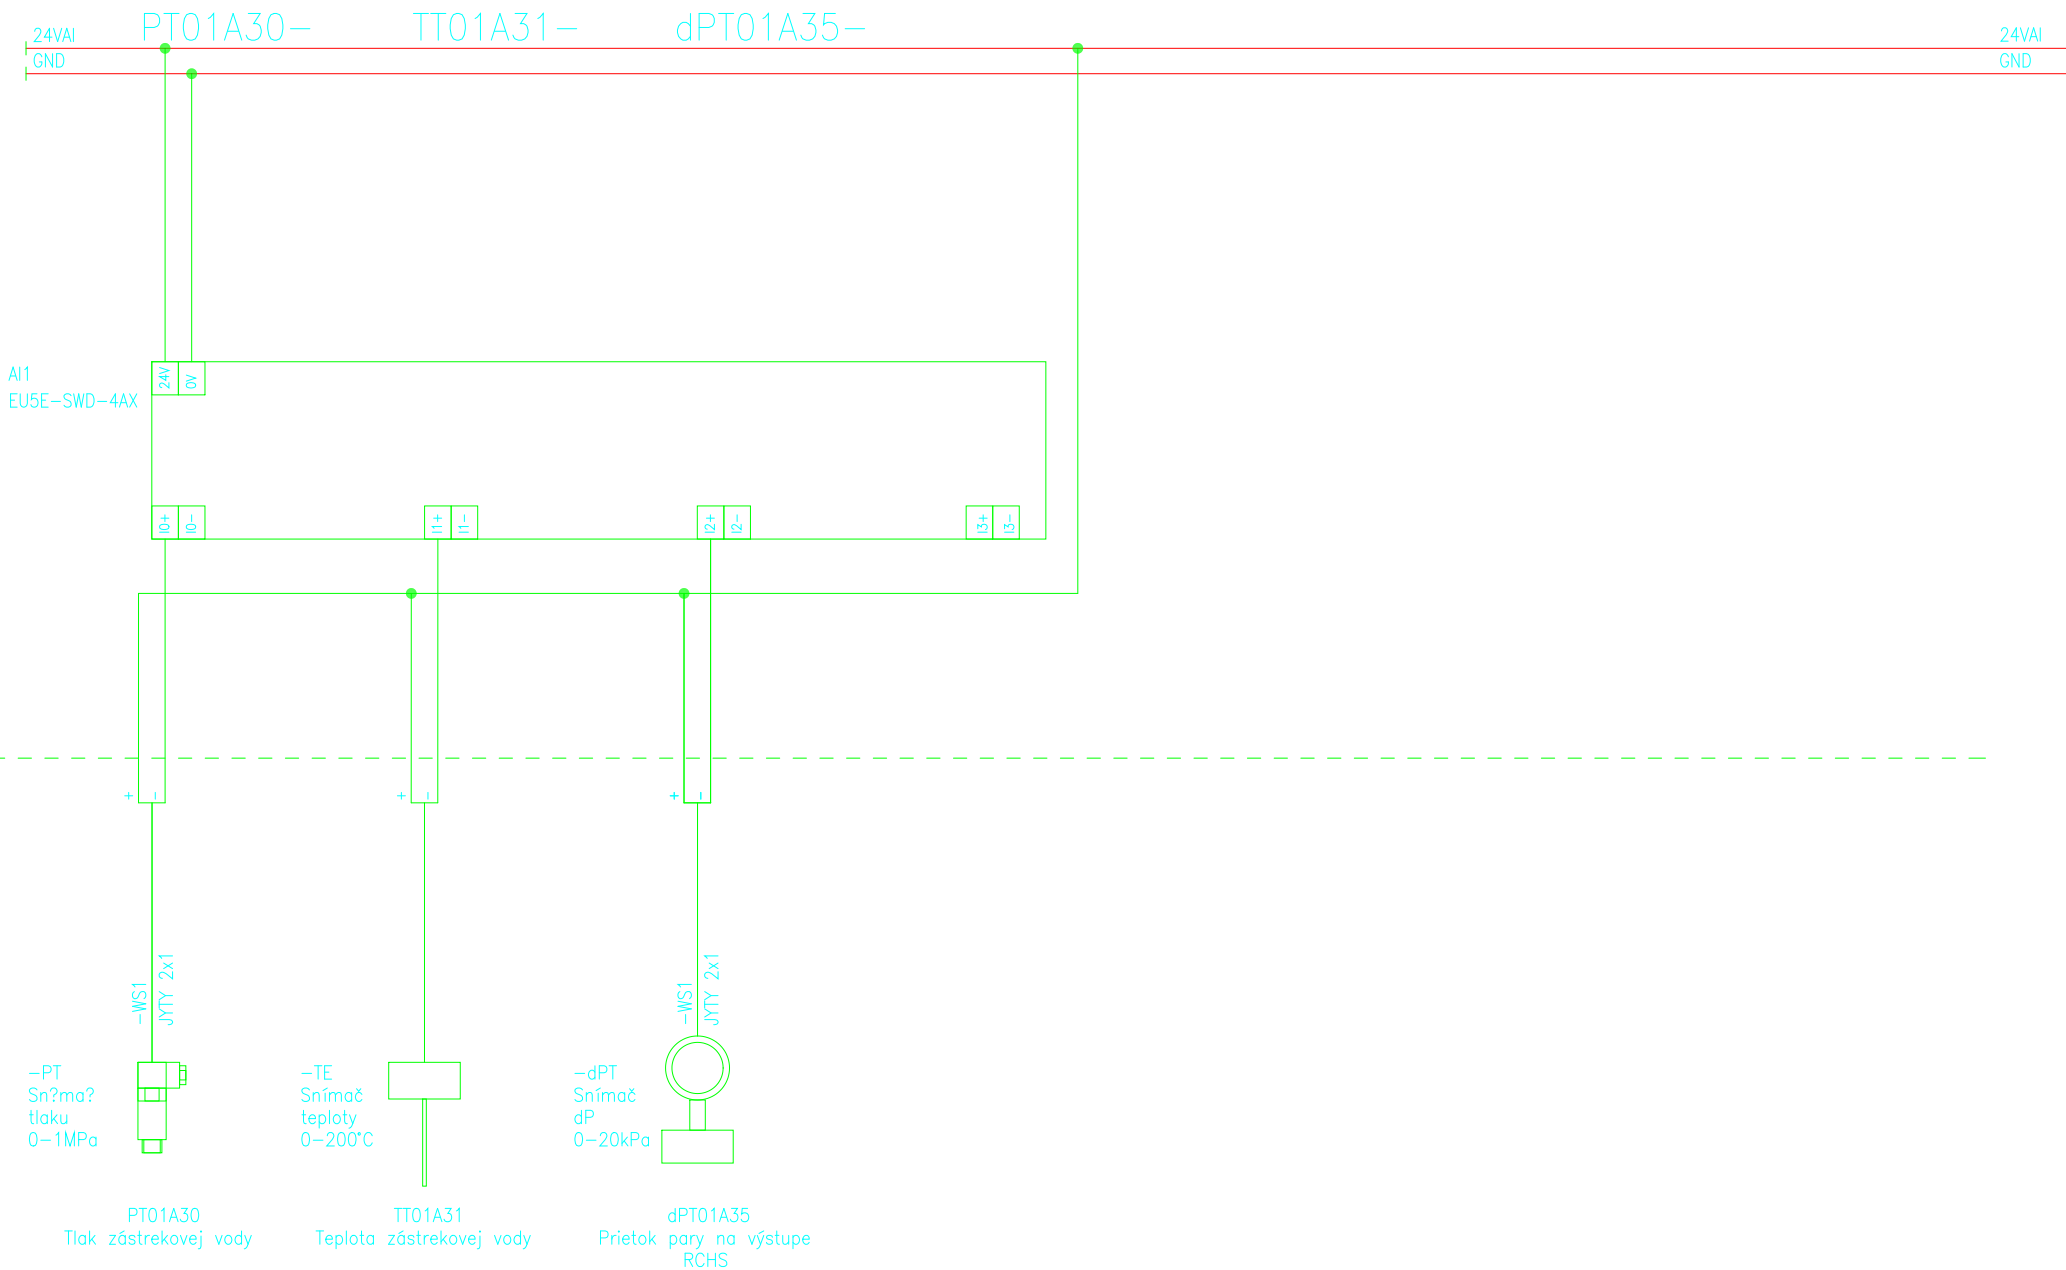 PT01A30-
TT01A31-
dPT01A35-
24VAI
24VAI
GND
GND
AI1
EU5E-SWD-4AX
24V
0V
I0+
I0-
I1+
I1-
I2+
I2-
I3+
I3-
+ -
+ -
+ -
-WS1
JYTY 2x1
-WS1
JYTY 2x1
-PT
Sn?ma?
tlaku
0-1MPa
-TE
Snímač
teploty
0-200°C
-dPT
Snímač
dP
0-20kPa
PT01A30
Tlak zástrekovej vody
TT01A31
Teplota zástrekovej vody
dPT01A35
Prietok pary na výstupe
RCHS